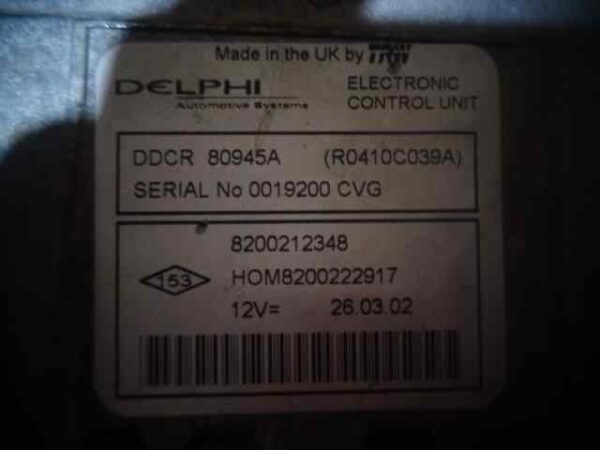 Made in the UK by TRW
DELPHI
Automotive Systems
ELECTRONIC
CONTROL UNIT
DDCR 80945A (R0410C039A)
SERIAL No 0019200 CVG
8200212348
153
HOM8200222917
12V= 26.03.02